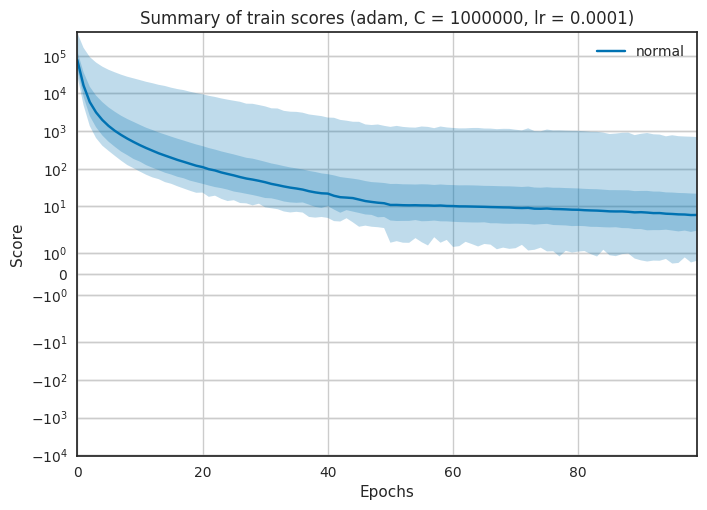 Summary of train scores (adam, C = 1000000, lr = 0.0001)
normal
10^5
10^4
10^3
10^2
10^1
10^0
0
−10^0
−10^1
−10^2
−10^3
−10^4
Score
0 20 40 60 80
Epochs